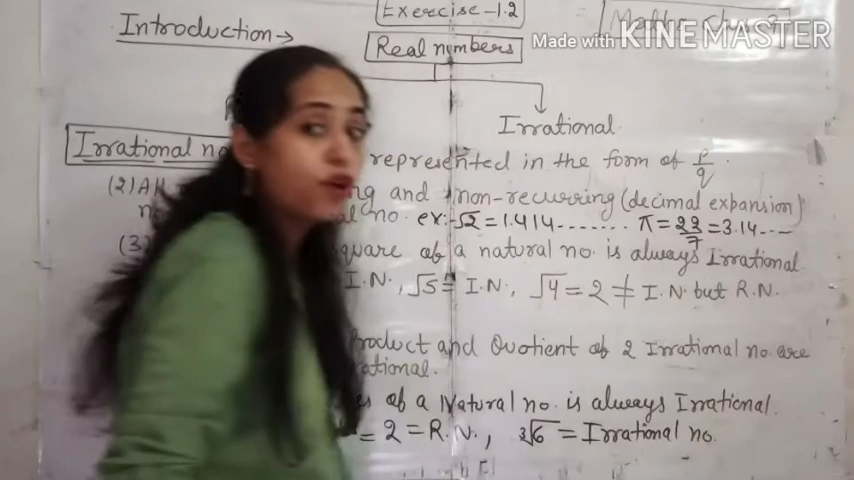 Exercise-1.2
Introduction→
Real numbers
Made with KINEMASTER
Irrational
Irrational no
represented in the form of p/q.
(2) All
ng and non-recurring (decimal expansion)
n
al no. ex:- √2 = 1.414....... π = 22/7 = 3.14....
(3)
square of a natural no. is always Irrational
I.N., √5 = I.N., √4 = 2 ≠ I.N. but R.N.
Product and Quotient of 2 Irrational no. are
rational.
es of a Natural no. is always Irrational.
= 2 = R.N., ∛6 = Irrational no.